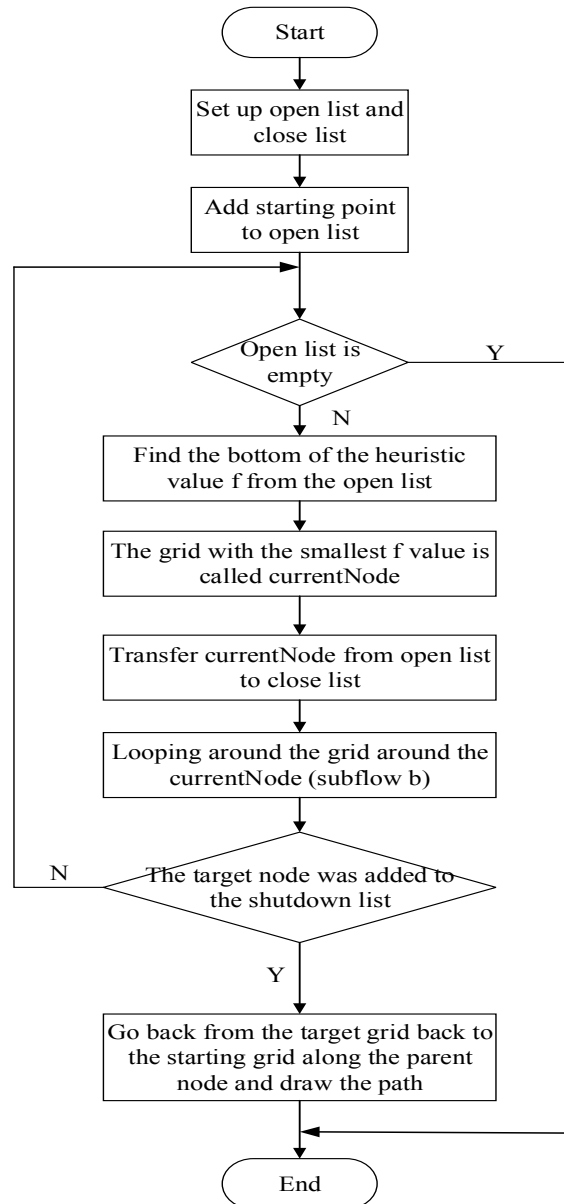 Start
Set up open list and
close list
Add starting point
to open list
Open list is
empty
Y
N
Find the bottom of the heuristic
value f from the open list
The grid with the smallest f value is
called currentNode
Transfer currentNode from open list
to close list
Looping around the grid around the
currentNode (subflow b)
N
The target node was added to
the shutdown list
Y
Go back from the target grid back to
the starting grid along the parent
node and draw the path
End